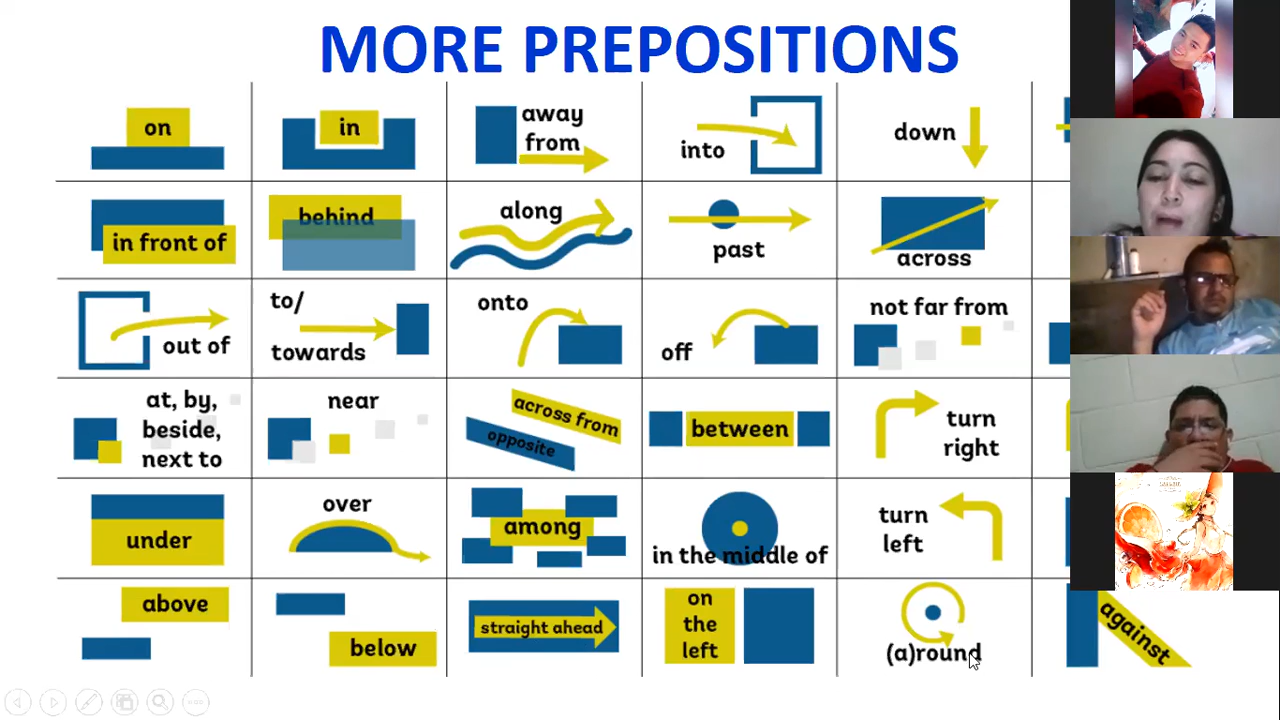 MORE PREPOSITIONS
on
in
away
from
into
down
in front of
behind
along
past
across
out of
to/
towards
onto
off
not far from
at, by,
beside,
next to
near
across from
opposite
between
turn
right
under
over
among
in the middle of
turn
left
above
below
straight ahead
on
the
left
(a)round
against